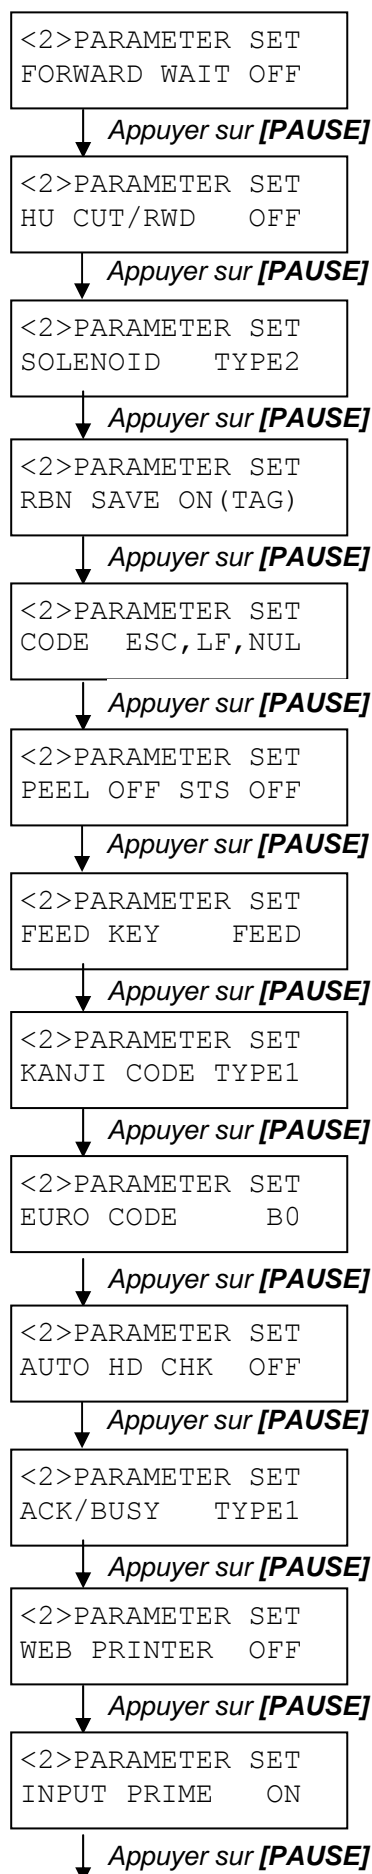 <2>PARAMETER SET
FORWARD WAIT OFF
Appuyer sur [PAUSE]
<2>PARAMETER SET
HU CUT/RWD OFF
Appuyer sur [PAUSE]
<2>PARAMETER SET
SOLENOID TYPE2
Appuyer sur [PAUSE]
<2>PARAMETER SET
RBN SAVE ON(TAG)
Appuyer sur [PAUSE]
<2>PARAMETER SET
CODE ESC,LF,NUL
Appuyer sur [PAUSE]
<2>PARAMETER SET
PEEL OFF STS OFF
Appuyer sur [PAUSE]
<2>PARAMETER SET
FEED KEY FEED
Appuyer sur [PAUSE]
<2>PARAMETER SET
KANJI CODE TYPE1
Appuyer sur [PAUSE]
<2>PARAMETER SET
EURO CODE B0
Appuyer sur [PAUSE]
<2>PARAMETER SET
AUTO HD CHK OFF
Appuyer sur [PAUSE]
<2>PARAMETER SET
ACK/BUSY TYPE1
Appuyer sur [PAUSE]
<2>PARAMETER SET
WEB PRINTER OFF
Appuyer sur [PAUSE]
<2>PARAMETER SET
INPUT PRIME ON
Appuyer sur [PAUSE]